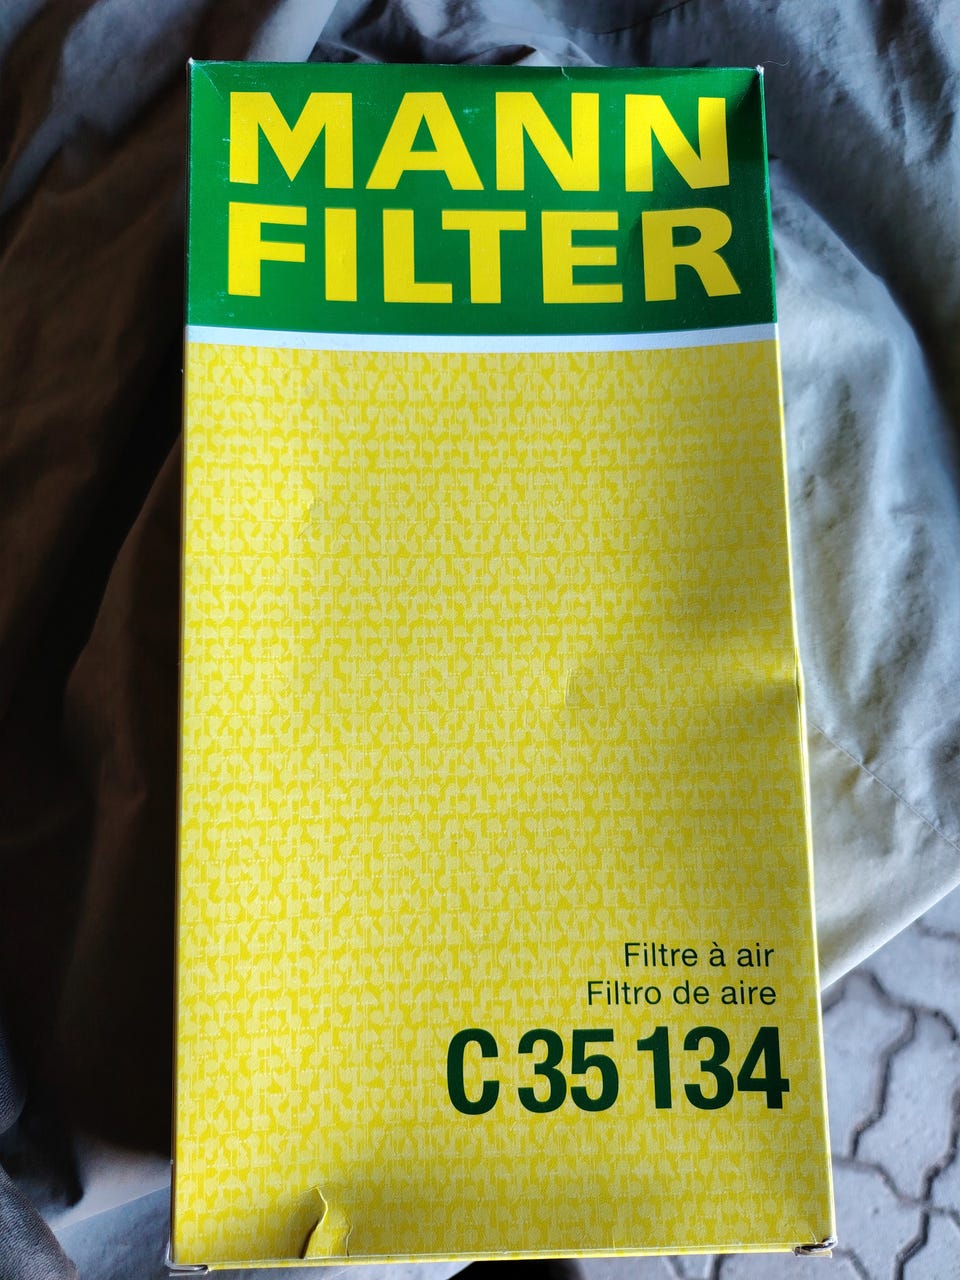 MANN
FILTER
Filtre à air
Filtro de aire
C 35 134